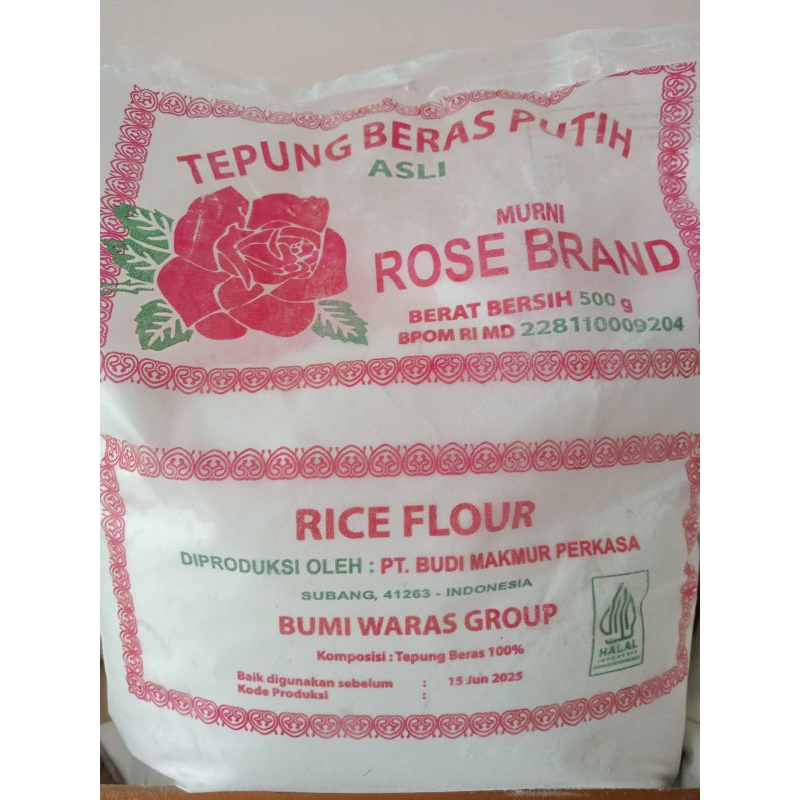 TEPUNG BERAS PUTIH
ASLI
MURNI
ROSE BRAND
BERAT BERSIH 500 g
BPOM RI MD 228110009204
RICE FLOUR
DIPRODUKSI OLEH : PT. BUDI MAKMUR PERKASA
SUBANG, 41263 - INDONESIA
BUMI WARAS GROUP
HALAL
INDONESIA
Komposisi : Tepung Beras 100%
Baik digunakan sebelum : 15 Jun 2025
Kode Produksi :